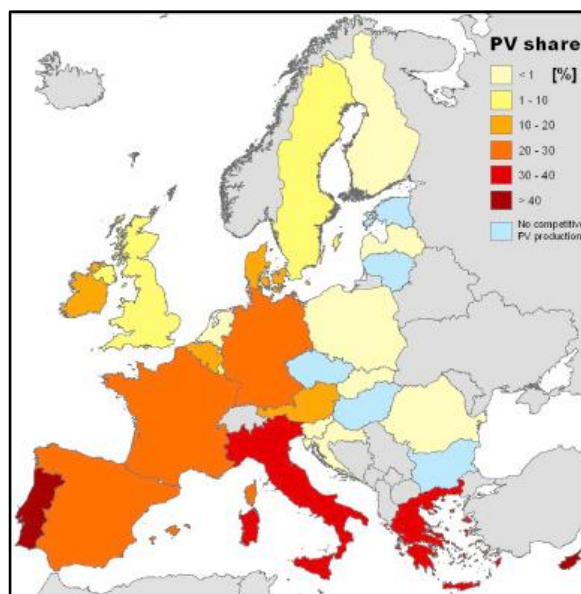 PV share
< 1 [%]
1 - 10
10 - 20
20 - 30
30 - 40
> 40
No competitive
PV production